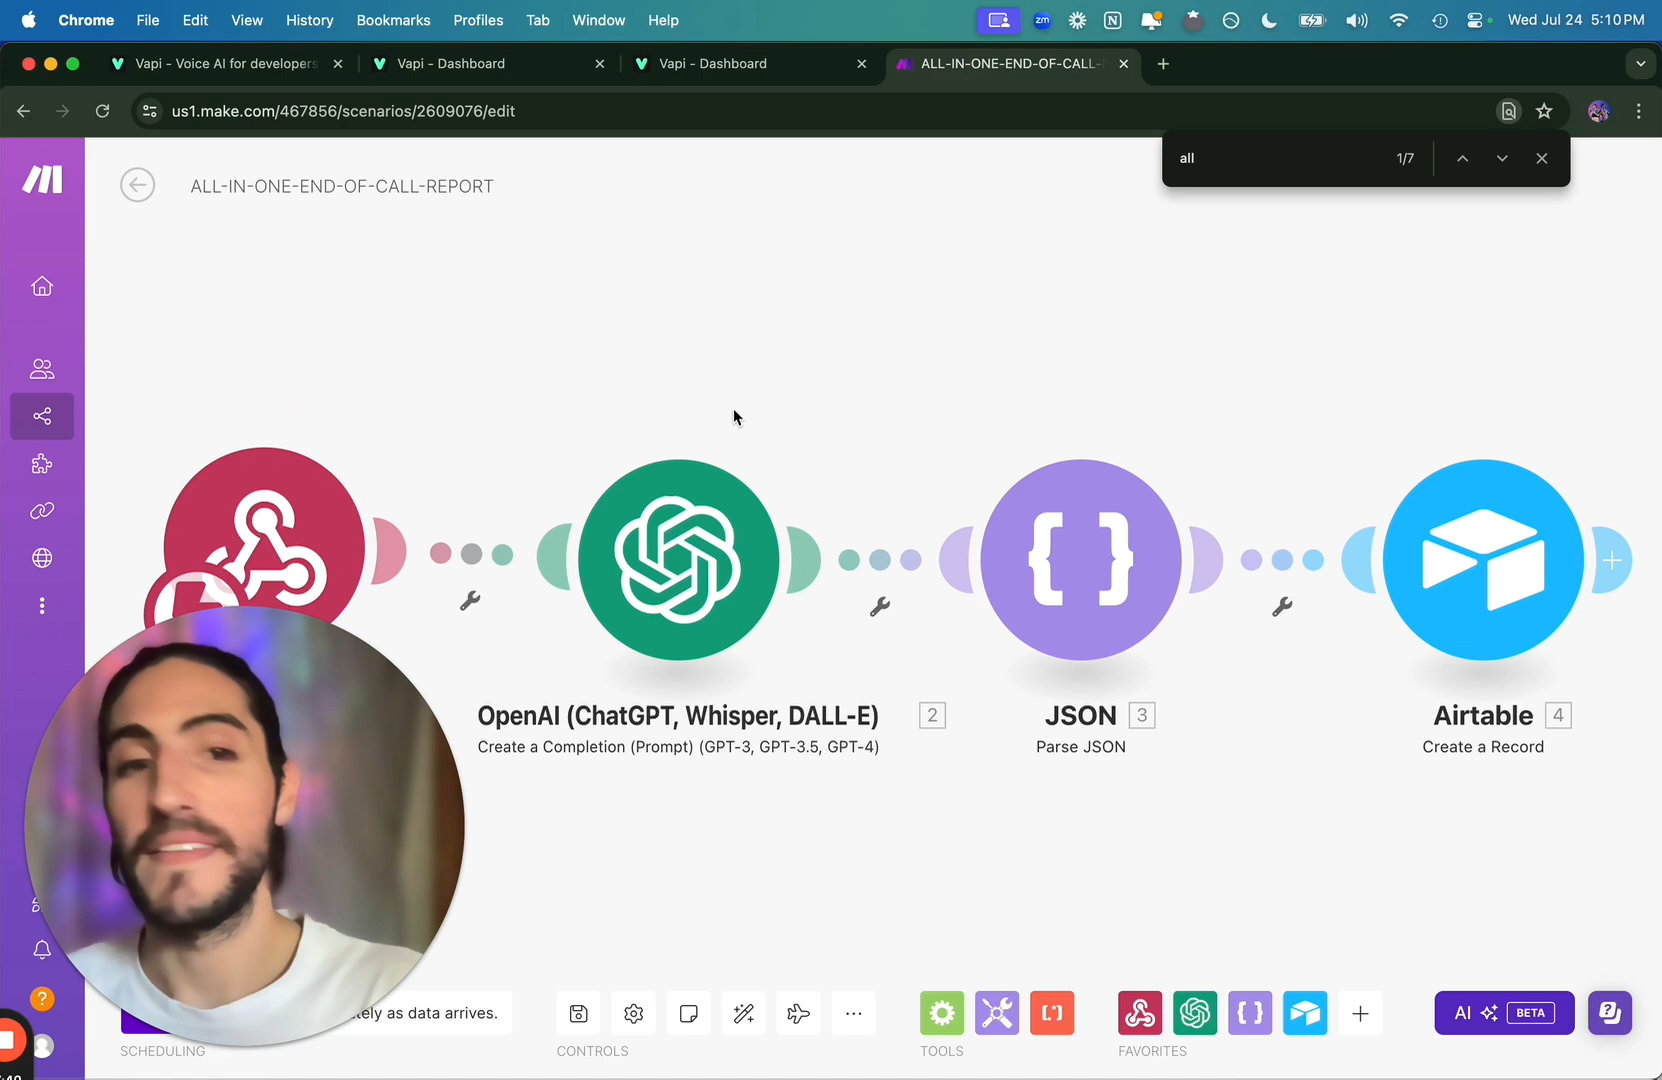 Chrome File Edit View History Bookmarks Profiles Tab Window Help
zm
Wed Jul 24 5:10 PM
Vapi - Voice AI for developers
Vapi - Dashboard
Vapi - Dashboard
ALL-IN-ONE-END-OF-CALL-
us1.make.com/467856/scenarios/2609076/edit
all 1/7
ALL-IN-ONE-END-OF-CALL-REPORT
OpenAI (ChatGPT, Whisper, DALL-E) 2
Create a Completion (Prompt) (GPT-3, GPT-3.5, GPT-4)
JSON 3
Parse JSON
Airtable 4
Create a Record
tely as data arrives.
AI BETA
SCHEDULING
CONTROLS
TOOLS
FAVORITES